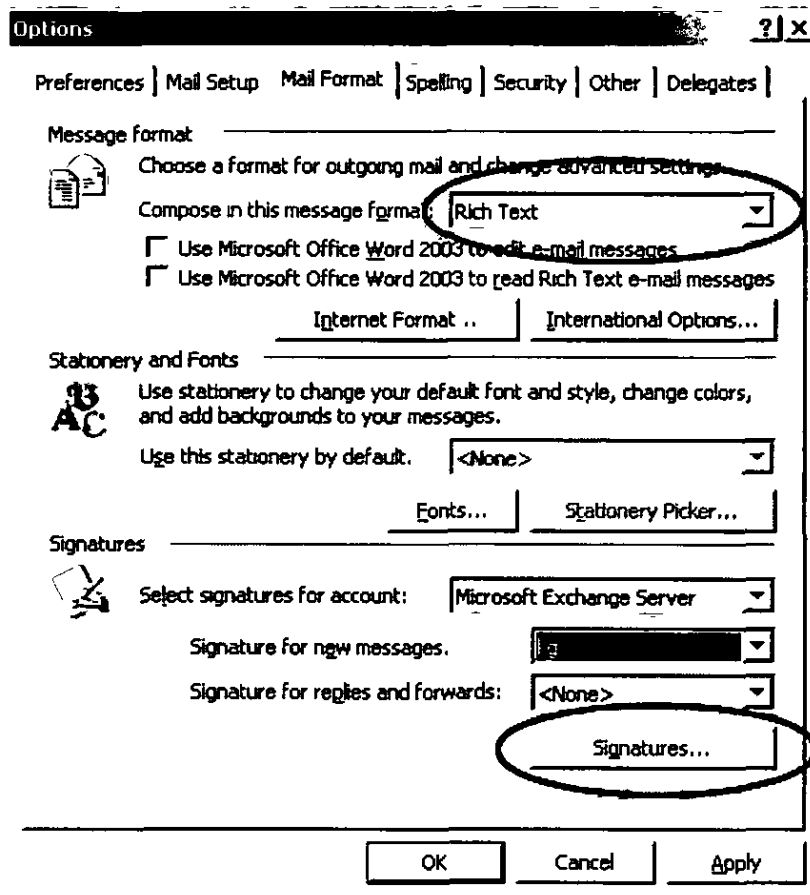 Options ? ×
Preferences Mail Setup Mail Format Spelling Security Other Delegates
Message format
Choose a format for outgoing mail and change advanced settings.
Compose in this message format: Rich Text
Use Microsoft Office Word 2003 to edit e-mail messages
Use Microsoft Office Word 2003 to read Rich Text e-mail messages
Internet Format .. International Options...
Stationery and Fonts
Use stationery to change your default font and style, change colors,
and add backgrounds to your messages.
Use this stationery by default. <None>
Fonts... Stationery Picker...
Signatures
Select signatures for account: Microsoft Exchange Server
Signature for new messages.
Signature for replies and forwards: <None>
Signatures...
OK Cancel Apply